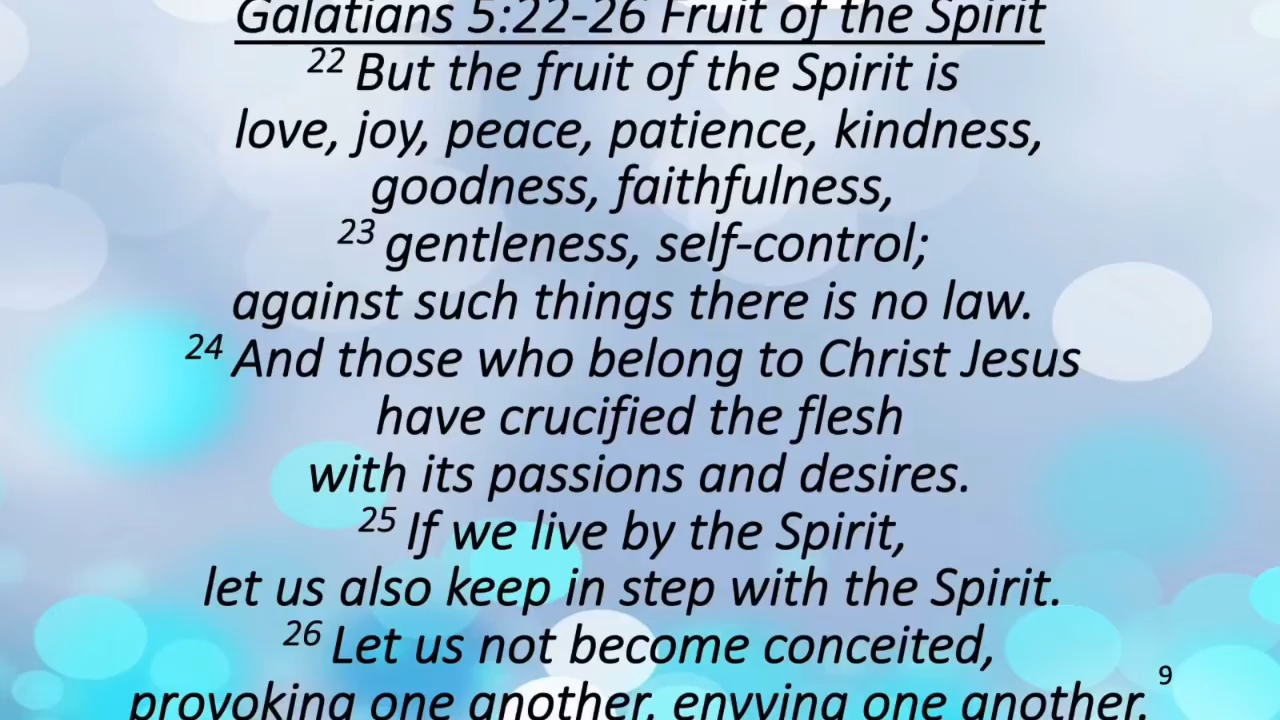 Galatians 5:22-26 Fruit of the Spirit
22 But the fruit of the Spirit is
love, joy, peace, patience, kindness,
goodness, faithfulness,
23 gentleness, self-control;
against such things there is no law.
24 And those who belong to Christ Jesus
have crucified the flesh
with its passions and desires.
25 If we live by the Spirit,
let us also keep in step with the Spirit.
26 Let us not become conceited,
provoking one another, envying one another.
9